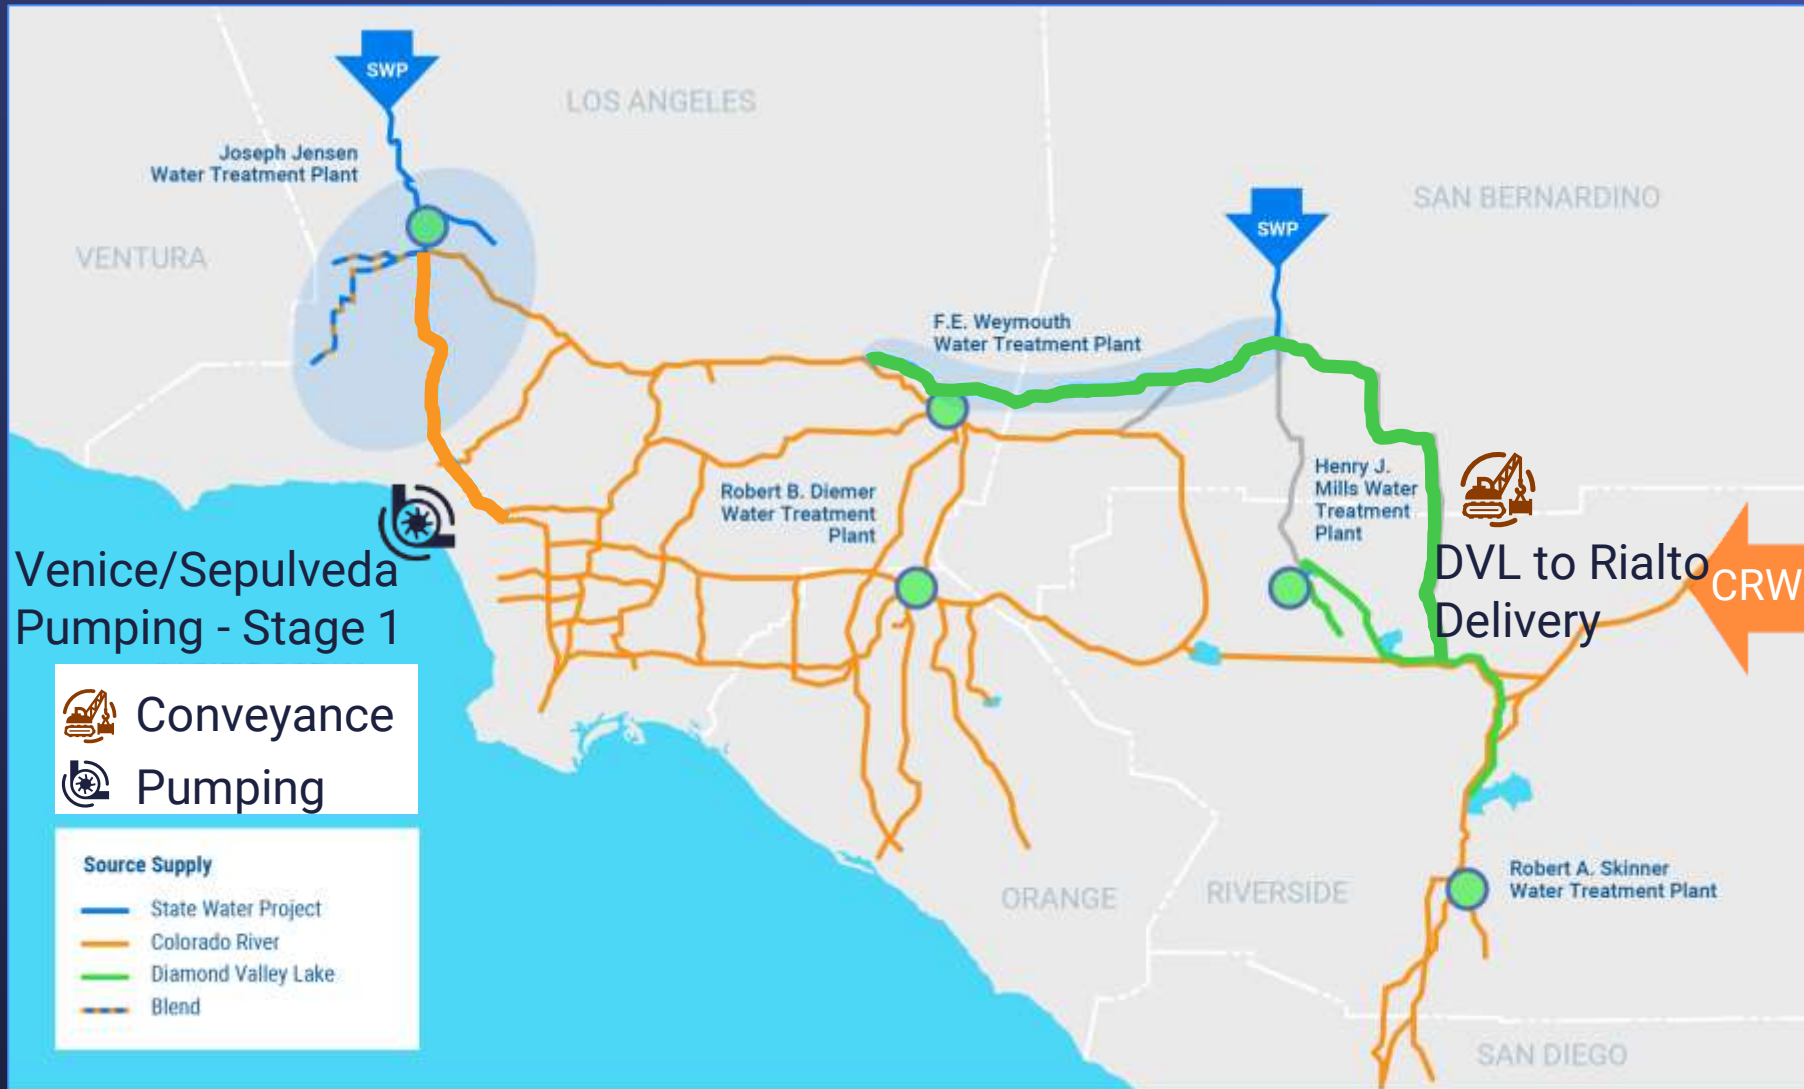 SWP
LOS ANGELES
Joseph Jensen
Water Treatment Plant
SAN BERNARDINO
SWP
VENTURA
F.E. Weymouth
Water Treatment Plant
Henry J.
Mills Water
Treatment
Plant
Robert B. Diemer
Water Treatment
Plant
Venice/Sepulveda
Pumping - Stage 1
DVL to Rialto
Delivery
CRW
Conveyance
Pumping
Source Supply
State Water Project
Colorado River
Diamond Valley Lake
Blend
ORANGE
RIVERSIDE
Robert A. Skinner
Water Treatment Plant
SAN DIEGO